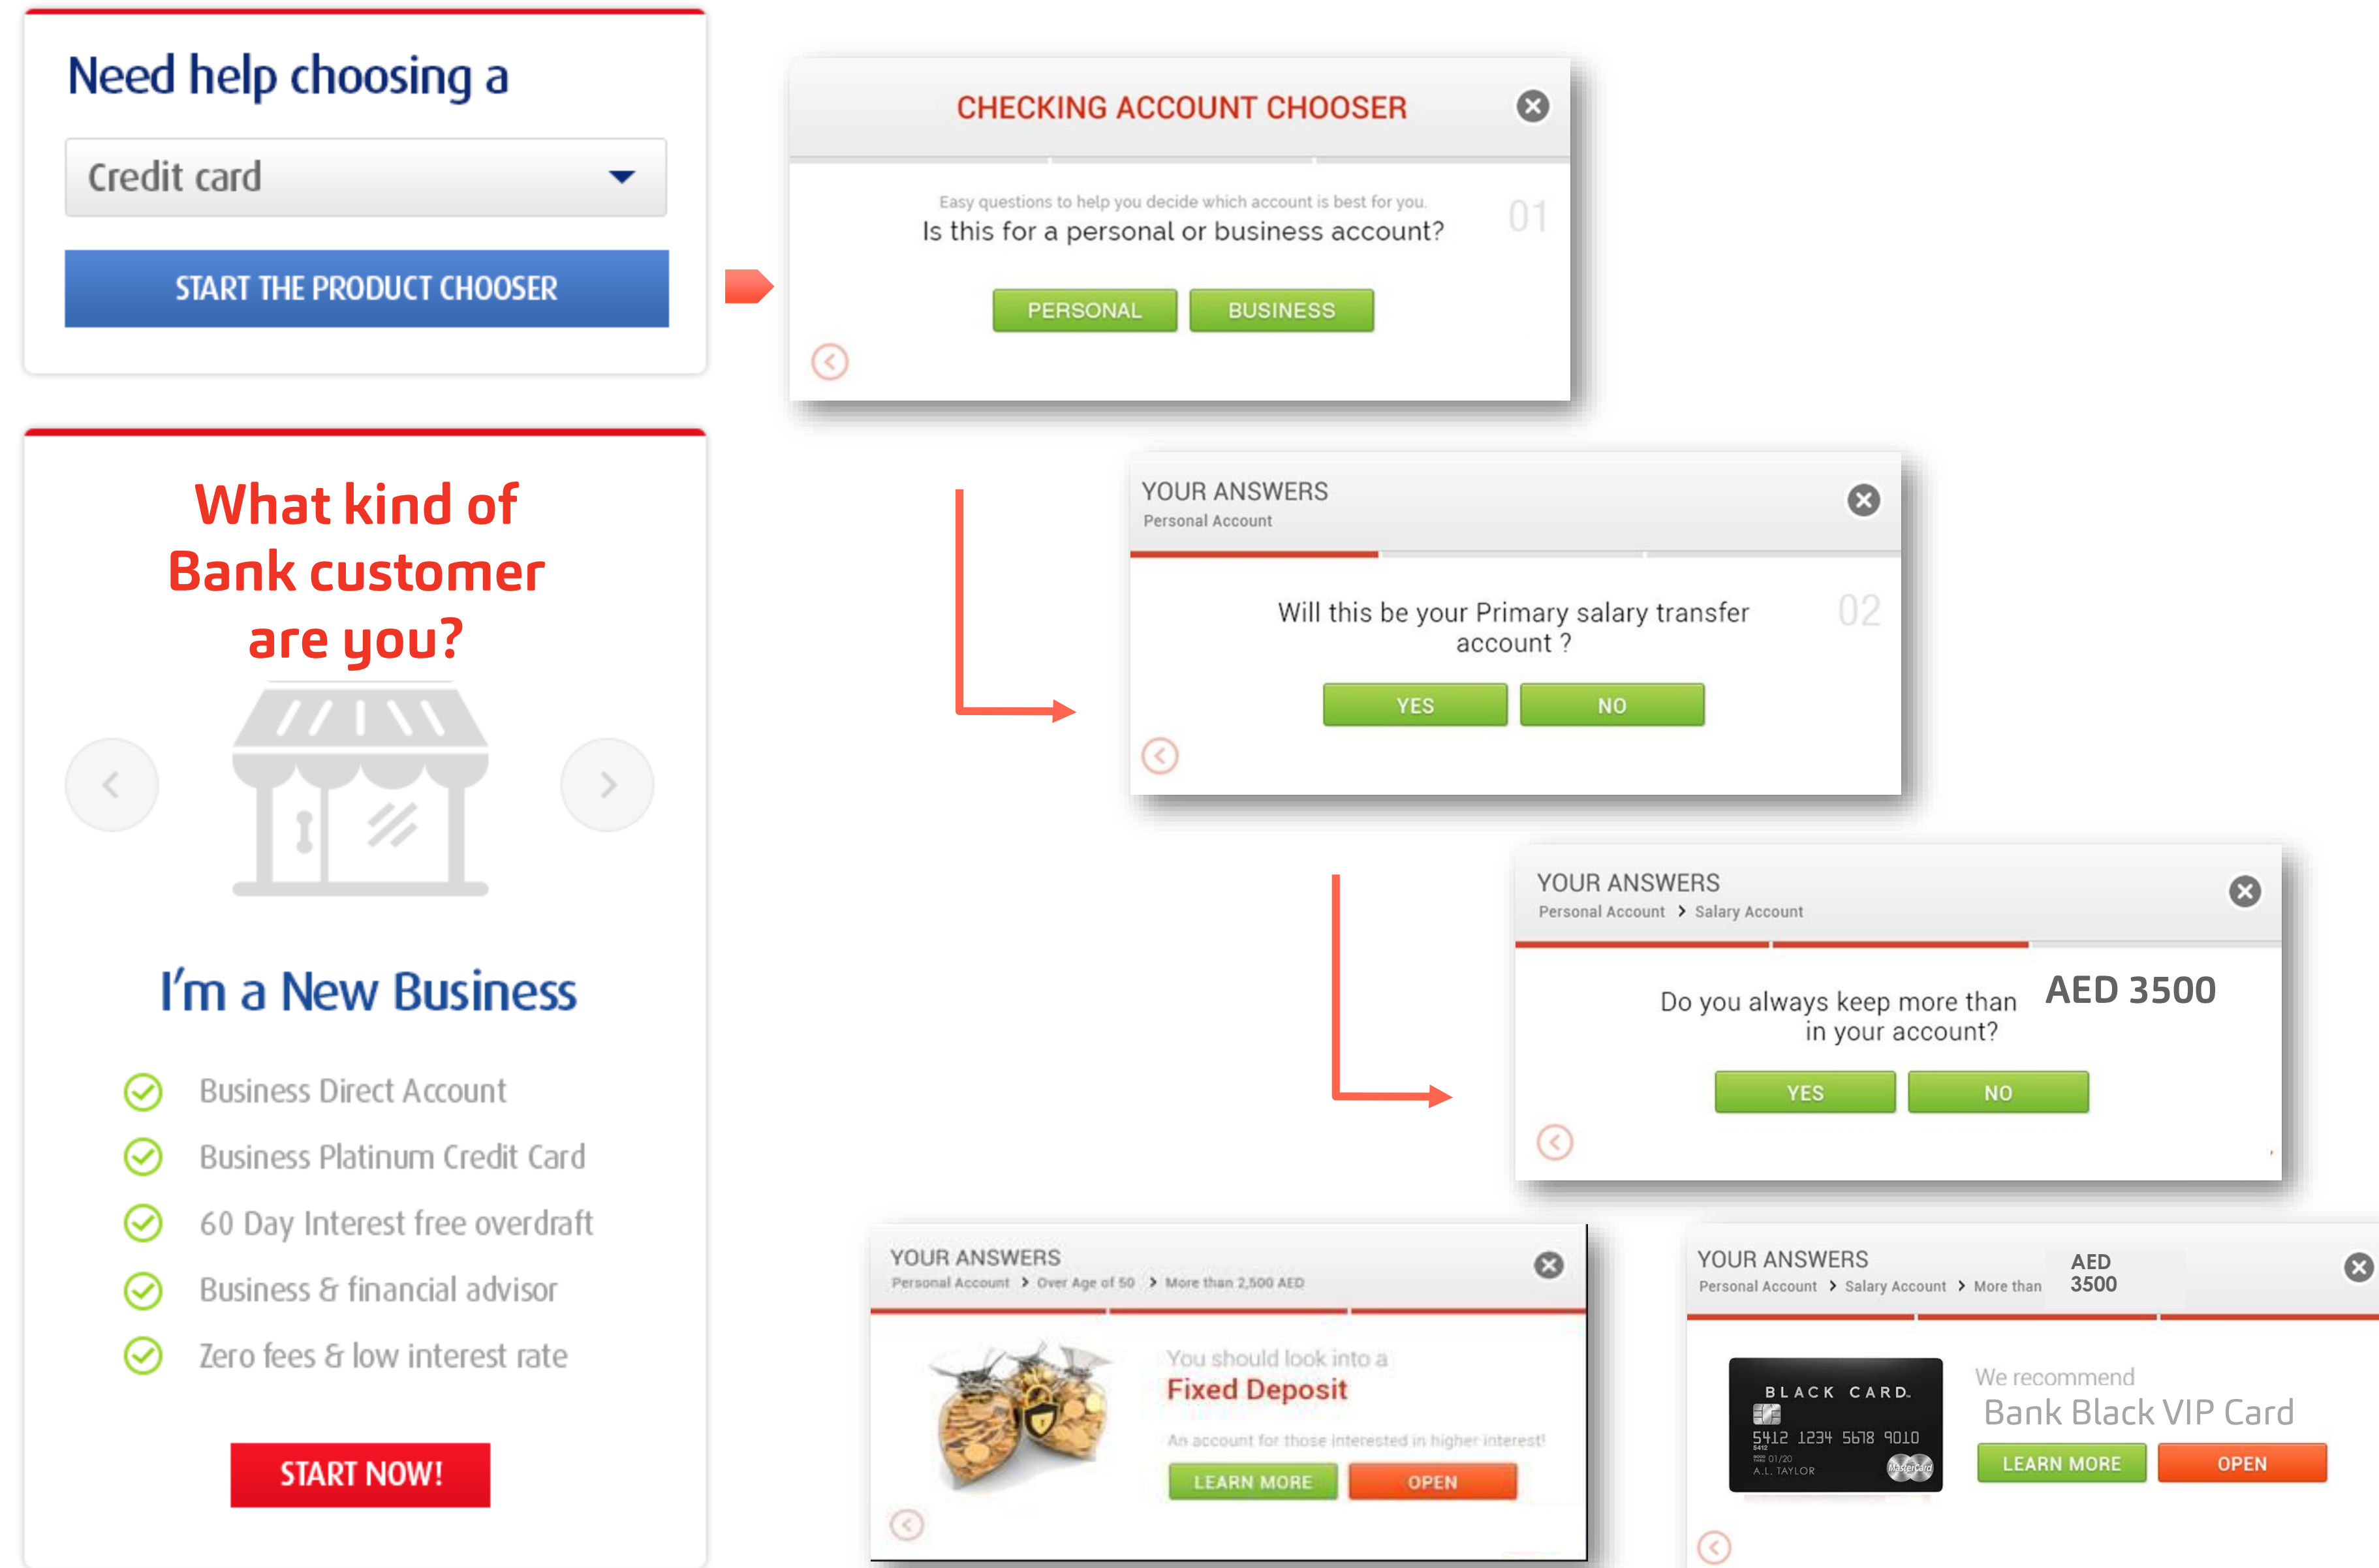 Need help choosing a
Credit card
START THE PRODUCT CHOOSER
What kind of
Bank customer
are you?
I'm a New Business
Business Direct Account
Business Platinum Credit Card
60 Day Interest free overdraft
Business & financial advisor
Zero fees & low interest rate
START NOW!
CHECKING ACCOUNT CHOOSER
Easy questions to help you decide which account is best for you.
Is this for a personal or business account?
01
PERSONAL BUSINESS
YOUR ANSWERS
Personal Account
Will this be your Primary salary transfer
account ?
02
YES NO
YOUR ANSWERS
Personal Account > Salary Account
Do you always keep more than AED 3500
in your account?
YES NO
YOUR ANSWERS
Personal Account > Over Age of 50 > More than 2,500 AED
You should look into a
Fixed Deposit
An account for those interested in higher interest!
LEARN MORE OPEN
YOUR ANSWERS
Personal Account > Salary Account > More than AED
3500
BLACK CARD
5412 1234 5678 9010
5412
01/20
A.L. TAYLOR
MasterCard
We recommend
Bank Black VIP Card
LEARN MORE OPEN